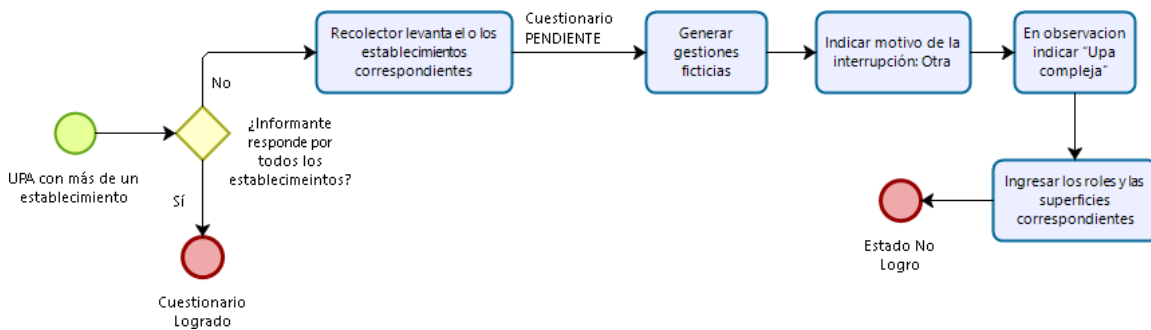 UPA con más de un
establecimiento
¿Informante
responde por
todos los
establecimeintos?
No
Sí
Cuestionario
Logrado
Recolector levanta el o los
establecimientos
correspondientes
Cuestionario
PENDIENTE
Generar
gestiones
ficticias
Indicar motivo de la
interrupción: Otra
En observacion
indicar “Upa
compleja”
Ingresar los roles y las
superficies
correspondientes
Estado No
Logro